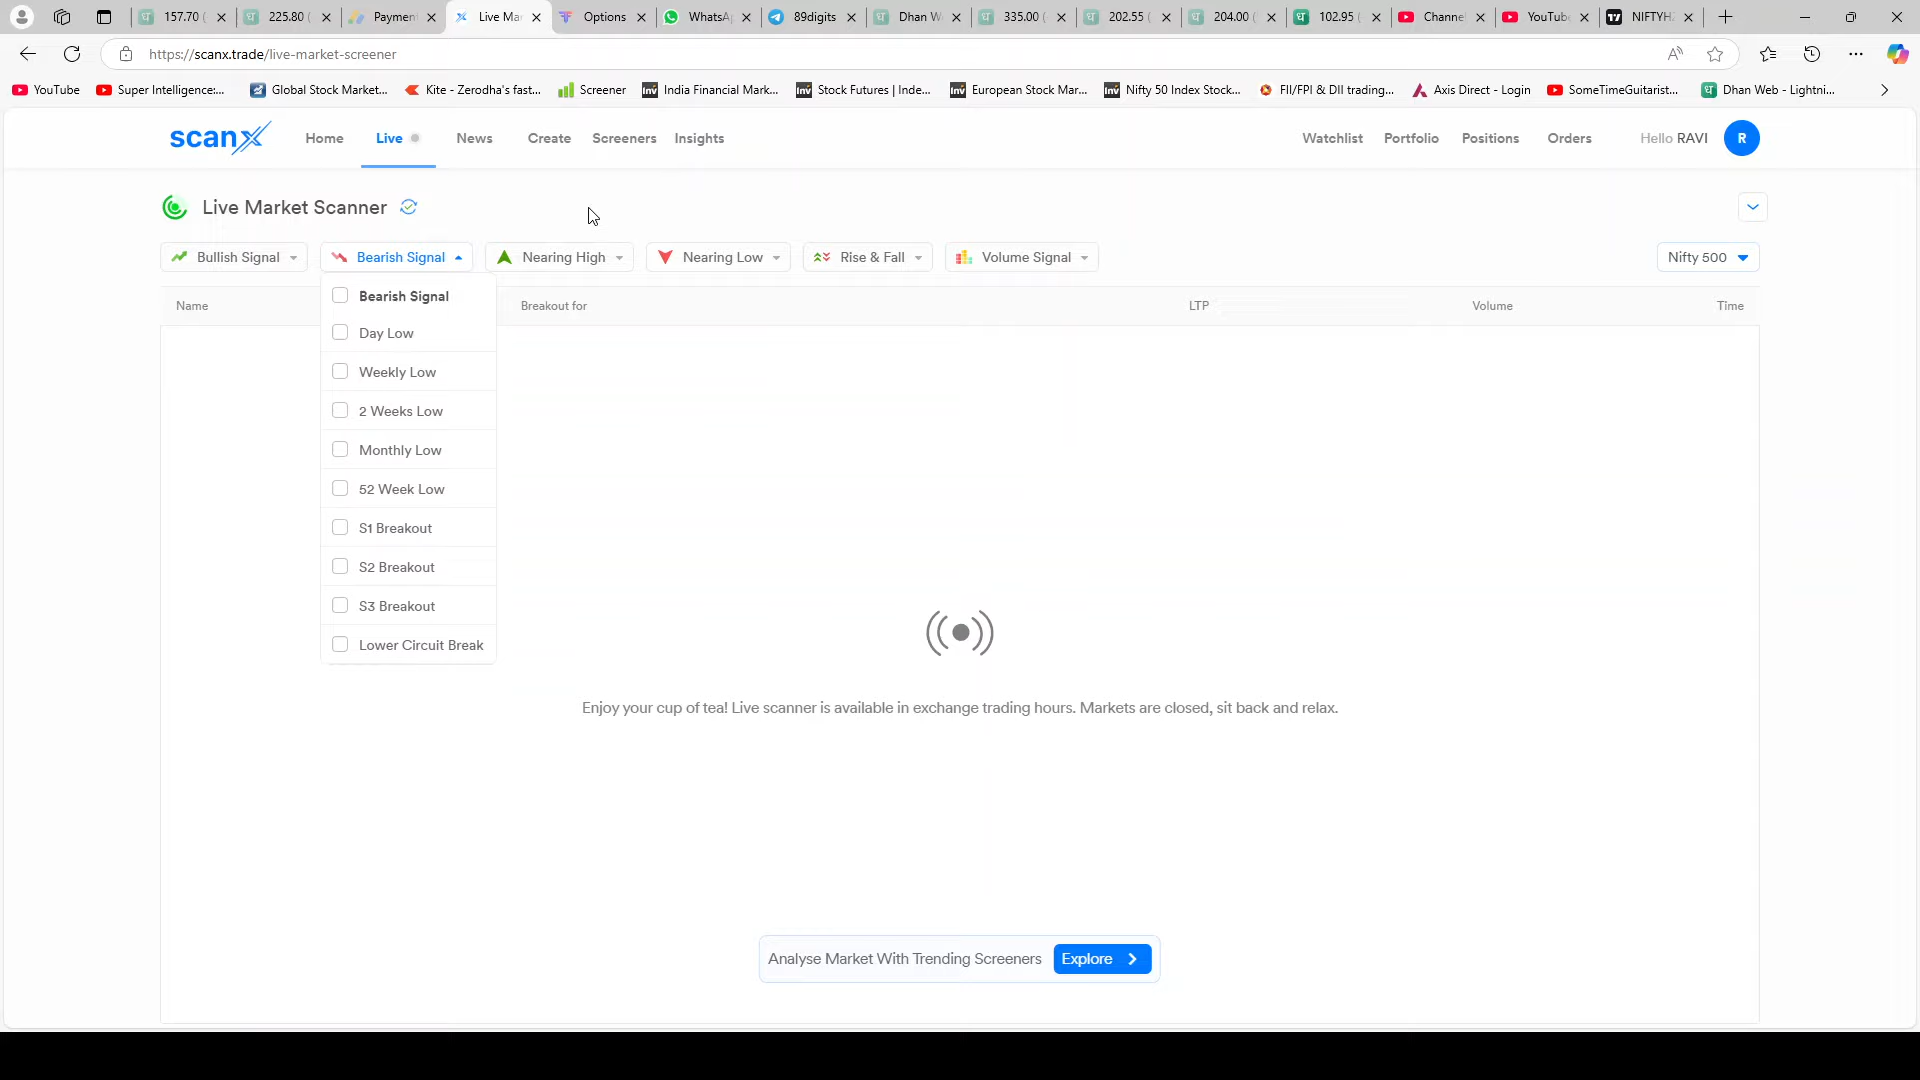 157.70 (
225.80 (
Paymen
Live Ma
Options
WhatsA
89digits
Dhan W
335.00 (
202.55 (
204.00 (
102.95 (
Channel
YouTube
NIFTYH
https://scanx.trade/live-market-screener
YouTube
Super Intelligence:...
Global Stock Market...
Kite - Zerodha's fast...
Screener
India Financial Mark...
Stock Futures | Inde...
European Stock Mar...
Nifty 50 Index Stock...
FII/FPI & DII trading...
Axis Direct - Login
SomeTimeGuitarist...
Dhan Web - Lightni...
scanX
Home
Live
News
Create
Screeners
Insights
Watchlist
Portfolio
Positions
Orders
Hello RAVI
R
Live Market Scanner
Bullish Signal
Bearish Signal
Nearing High
Nearing Low
Rise & Fall
Volume Signal
Nifty 500
Name
Breakout for
LTP
Volume
Time
Bearish Signal
Day Low
Weekly Low
2 Weeks Low
Monthly Low
52 Week Low
S1 Breakout
S2 Breakout
S3 Breakout
Lower Circuit Break
Enjoy your cup of tea! Live scanner is available in exchange trading hours. Markets are closed, sit back and relax.
Analyse Market With Trending Screeners
Explore